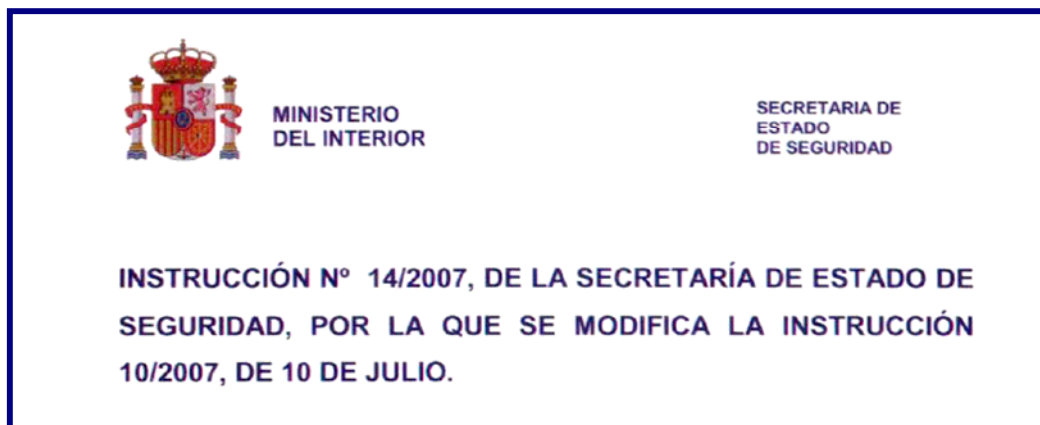 MINISTERIO
DEL INTERIOR
SECRETARIA DE
ESTADO
DE SEGURIDAD
INSTRUCCIÓN Nº 14/2007, DE LA SECRETARÍA DE ESTADO DE
SEGURIDAD, POR LA QUE SE MODIFICA LA INSTRUCCIÓN
10/2007, DE 10 DE JULIO.